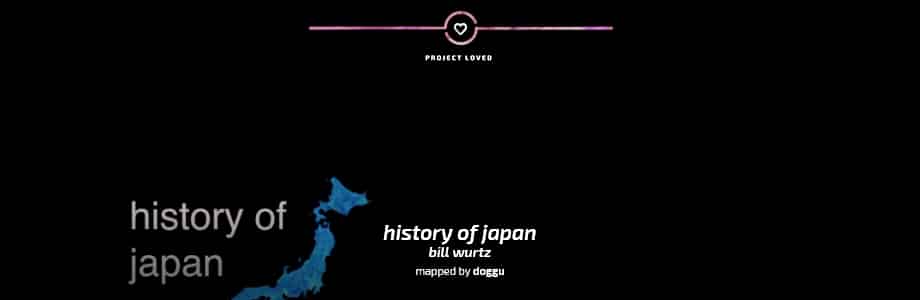 PROJECT LOVED
history of
japan
history of japan
bill wurtz
mapped by doggu